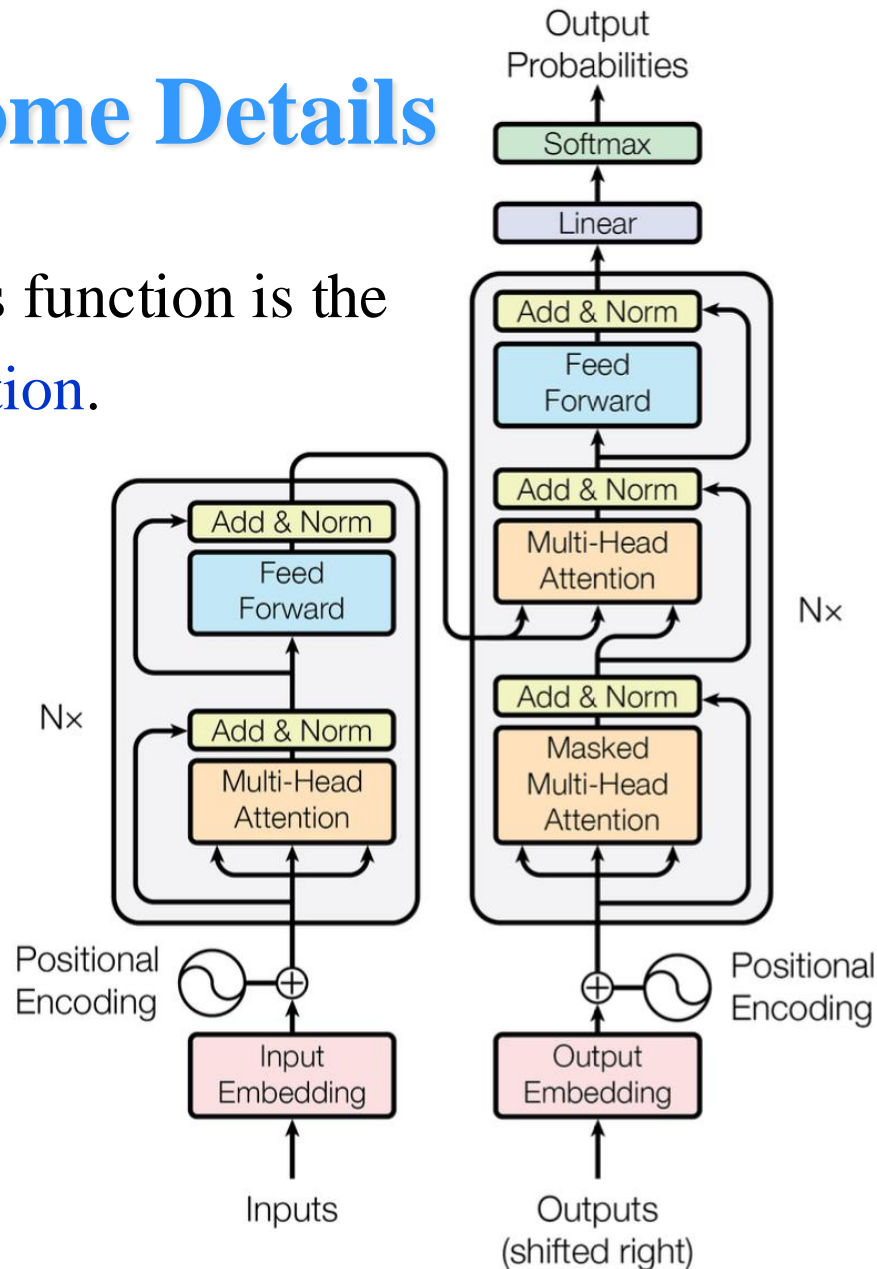 ome Details
s function is the
tion.
Output
Probabilities
Softmax
Linear
Add & Norm
Feed
Forward
Add & Norm
Multi-Head
Attention
Nx
Add & Norm
Masked
Multi-Head
Attention
Add & Norm
Feed
Forward
Nx
Add & Norm
Multi-Head
Attention
Positional
Encoding
Positional
Encoding
Input
Embedding
Output
Embedding
Inputs
Outputs
(shifted right)